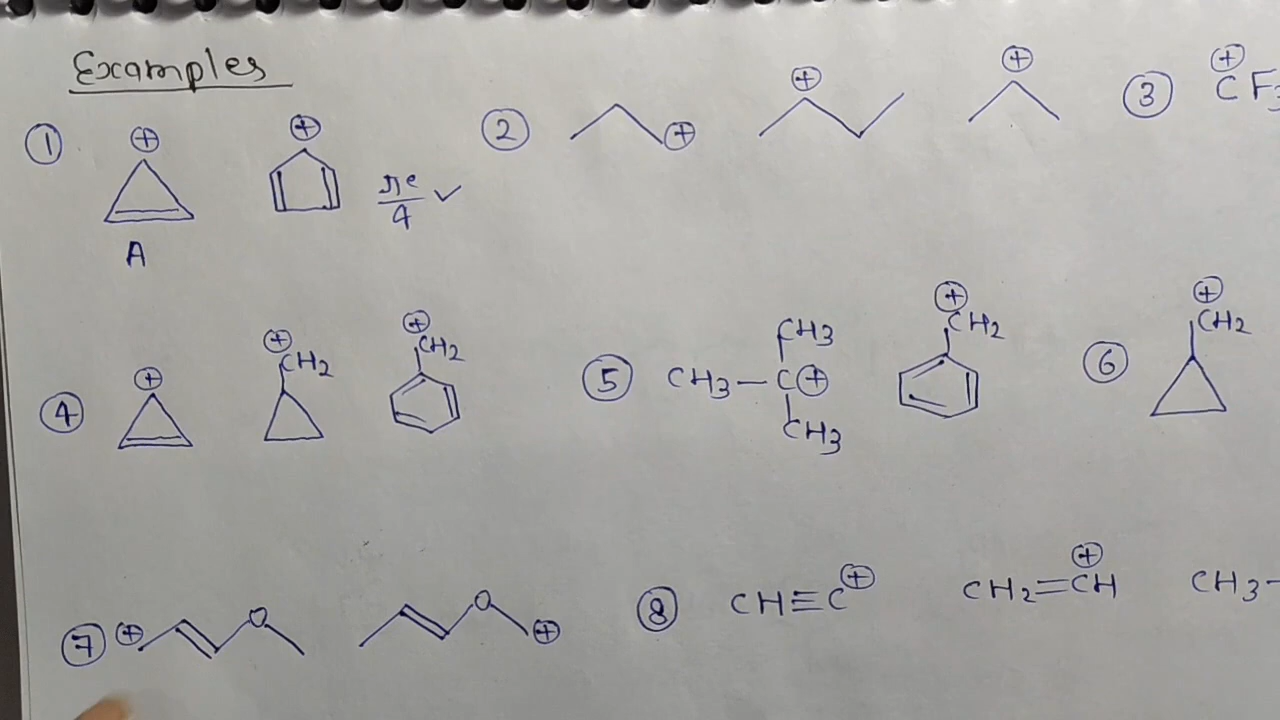 Examples
① ⊕ ⊕ πe/4 ✓
A
② ⊕ ⊕ ⊕
③ ⊕ CF3
④ ⊕ ⊕ CH2 ⊕ CH2
⑤ CH3 CH3–C⊕ CH3 ⊕ CH2
⑥ ⊕ CH2
⑦ ⊕ O O ⊕
⑧ CH≡C⊕ CH2=CH⊕ CH3–